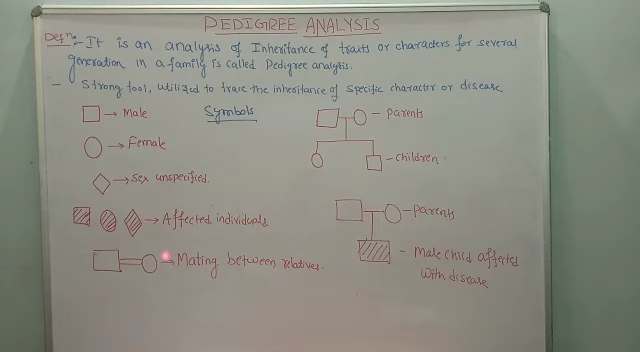 PEDIGREE ANALYSIS
Defn:- It is an analysis of Inheritance of traits or characters for several
generation in a family is called Pedigree analysis.
- Strong tool, utilized to trace the inheritance of specific character or disease
Symbols
→ Male
→ Female
→ Sex unspecified.
→ Affected individuals
→ Mating between relatives.
- Parents
- children
- parents
- Male child affected
with disease